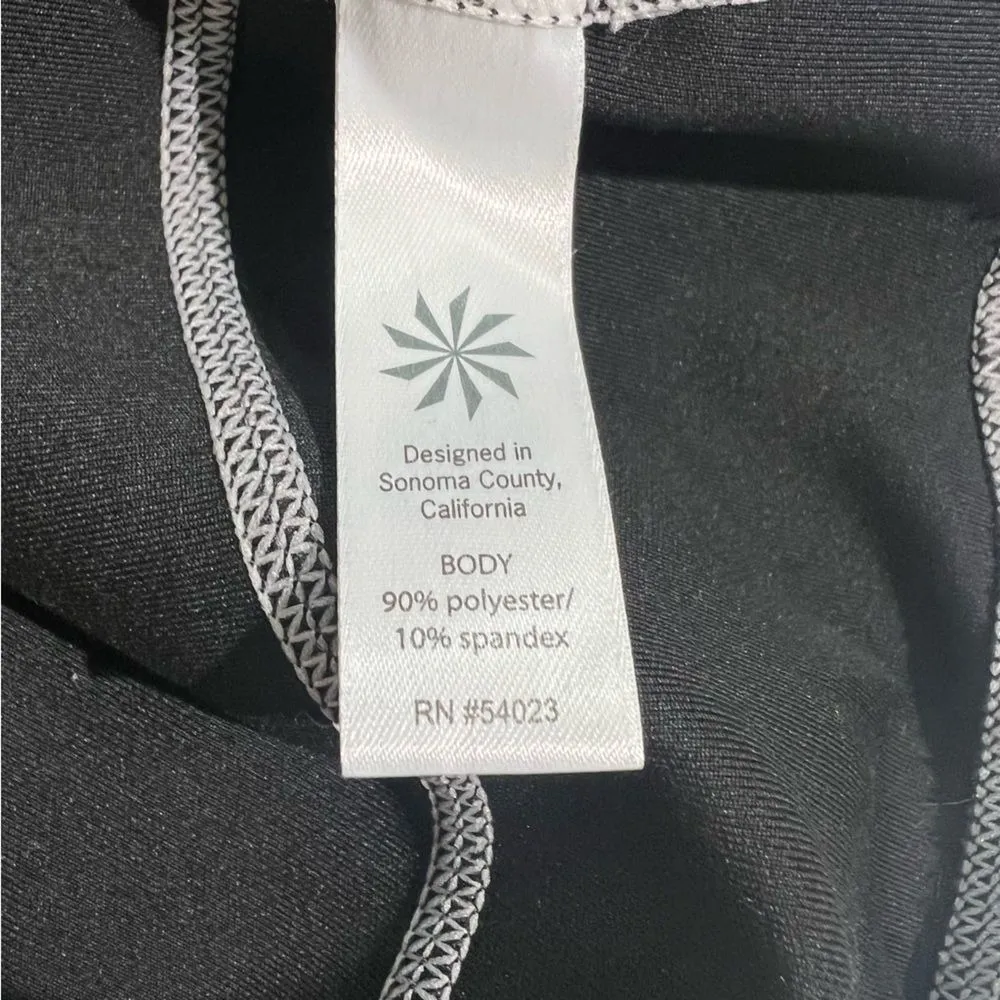 Designed in
Sonoma County,
California
BODY
90% polyester/
10% spandex
RN #54023